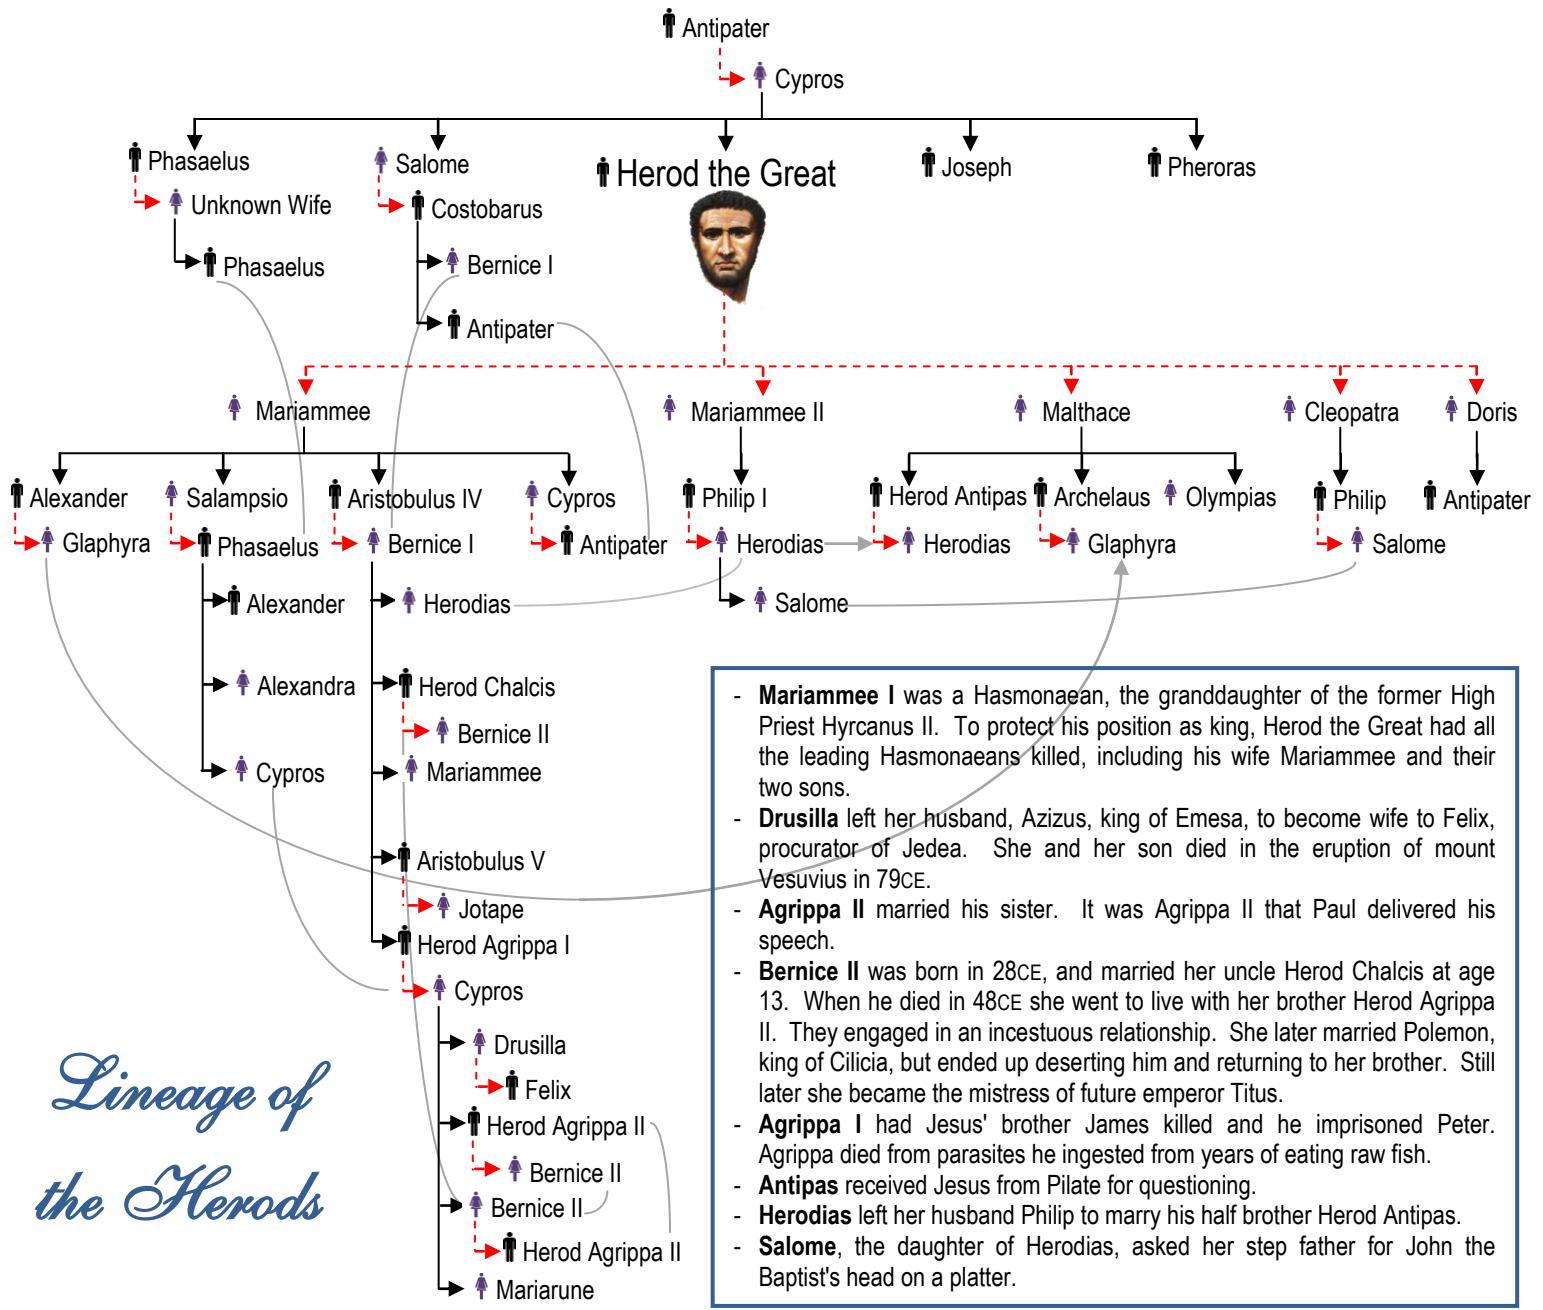 Antipater
Cypros
Phasaelus
Salome
Herod the Great
Joseph
Pheroras
Unknown Wife
Costobarus
Phasaelus
Bernice I
Antipater
Mariammee
Mariammee II
Malthace
Cleopatra
Doris
Alexander
Salampsio
Aristobulus IV
Cypros
Philip I
Herod Antipas
Archelaus
Olympias
Philip
Antipater
Glaphyra
Phasaelus
Bernice I
Antipater
Herodias
Herodias
Glaphyra
Salome
Alexander
Herodias
Salome
Alexandra
Herod Chalcis
Bernice II
Cypros
Mariammee
Aristobulus V
Jotape
Herod Agrippa I
Cypros
Drusilla
Felix
Herod Agrippa II
Bernice II
Bernice II
Herod Agrippa II
Mariarune
- Mariammee I was a Hasmonaean, the granddaughter of the former High
Priest Hyrcanus II. To protect his position as king, Herod the Great had all
the leading Hasmonaeans killed, including his wife Mariammee and their
two sons.
- Drusilla left her husband, Azizus, king of Emesa, to become wife to Felix,
procurator of Jedea. She and her son died in the eruption of mount
Vesuvius in 79CE.
- Agrippa II married his sister. It was Agrippa II that Paul delivered his
speech.
- Bernice II was born in 28CE, and married her uncle Herod Chalcis at age
13. When he died in 48CE she went to live with her brother Herod Agrippa
II. They engaged in an incestuous relationship. She later married Polemon,
king of Cilicia, but ended up deserting him and returning to her brother. Still
later she became the mistress of future emperor Titus.
- Agrippa I had Jesus' brother James killed and he imprisoned Peter.
Agrippa died from parasites he ingested from years of eating raw fish.
- Antipas received Jesus from Pilate for questioning.
- Herodias left her husband Philip to marry his half brother Herod Antipas.
- Salome, the daughter of Herodias, asked her step father for John the
Baptist's head on a platter.
Lineage of
the Herods